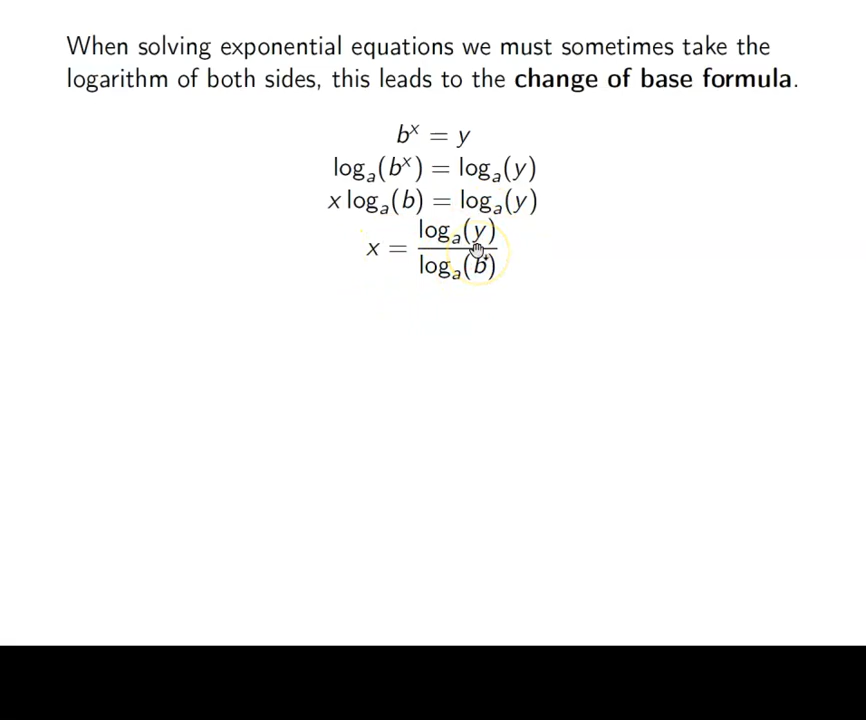 When solving exponential equations we must sometimes take the
logarithm of both sides, this leads to the change of base formula.
b^x = y
log_a(b^x) = log_a(y)
x log_a(b) = log_a(y)
x = log_a(y) / log_a(b)